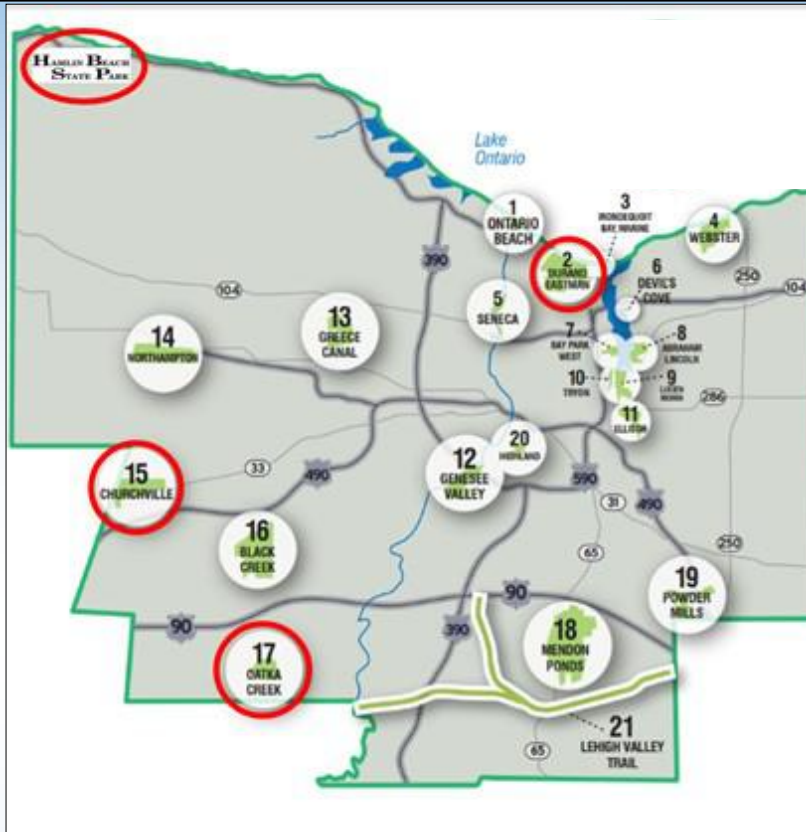 HAMLIN BEACH
STATE PARK
Lake
Ontario
1
ONTARIO
BEACH
2
DURAND
EASTMAN
3
IRONDEQUOIT
BAY MARINE
4
WEBSTER
5
SENECA
6
DEVIL'S
COVE
7
BAY PARK
WEST
8
ABRAHAM
LINCOLN
9
10
TRYON
11
ELLISON
12
GENESEE
VALLEY
13
GREECE
CANAL
14
NORTHAMPTON
15
CHURCHVILLE
16
BLACK
CREEK
17
OATKA
CREEK
18
MENDON
PONDS
19
POWDER
MILLS
20
HIGHLAND
21
LEHIGH VALLEY
TRAIL
390
104
250
104
286
33
490
590
31
490
65
250
90
90
390
65